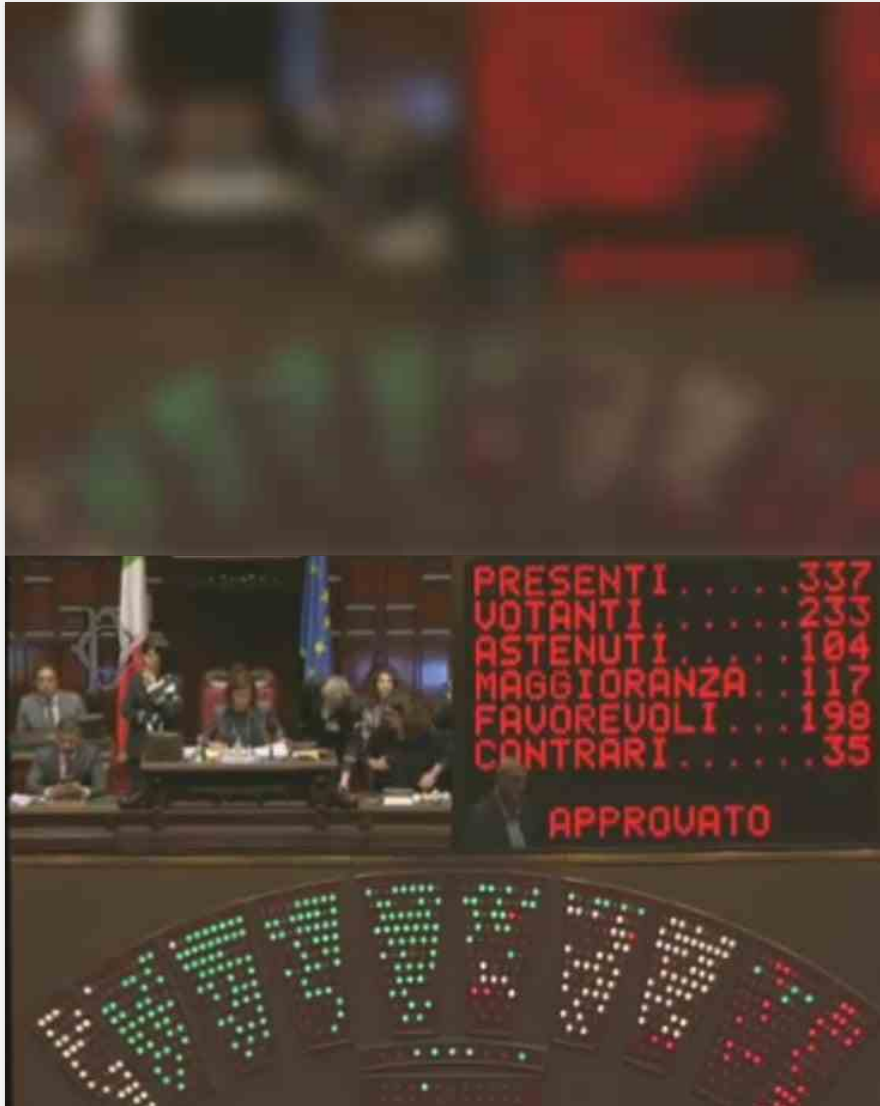 PRESENTI.....337
VOTANTI......233
ASTENUTI.....104
MAGGIORANZA..117
FAVOREVOLI...198
CONTRARI......35
APPROVATO